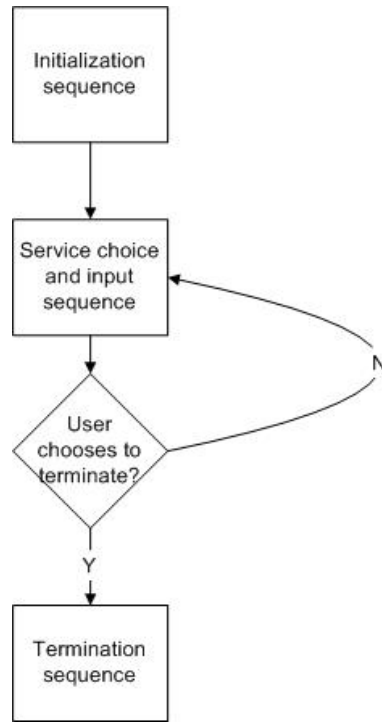 Initialization
sequence
Service choice
and input
sequence
N
User
chooses to
terminate?
Y
Termination
sequence